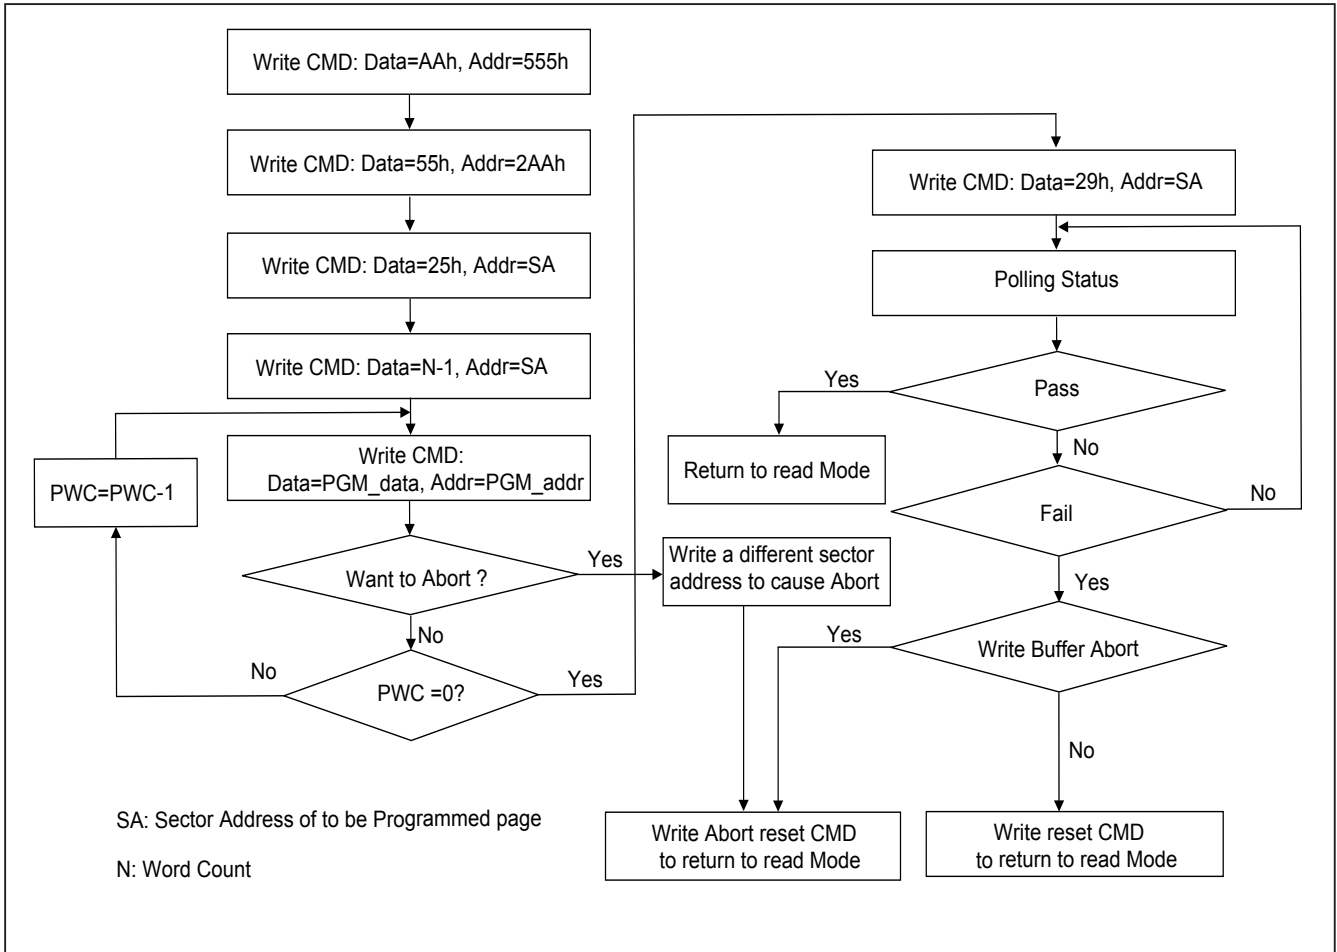 Write CMD: Data=AAh, Addr=555h
Write CMD: Data=55h, Addr=2AAh
Write CMD: Data=25h, Addr=SA
Write CMD: Data=N-1, Addr=SA
Write CMD:
Data=PGM_data, Addr=PGM_addr
PWC=PWC-1
Want to Abort ?
Yes
No
PWC =0?
No
Yes
Write a different sector
address to cause Abort
Write CMD: Data=29h, Addr=SA
Polling Status
Pass
Yes
No
Return to read Mode
Fail
No
Yes
Write Buffer Abort
Yes
No
Write Abort reset CMD
to return to read Mode
Write reset CMD
to return to read Mode
SA: Sector Address of to be Programmed page
N: Word Count